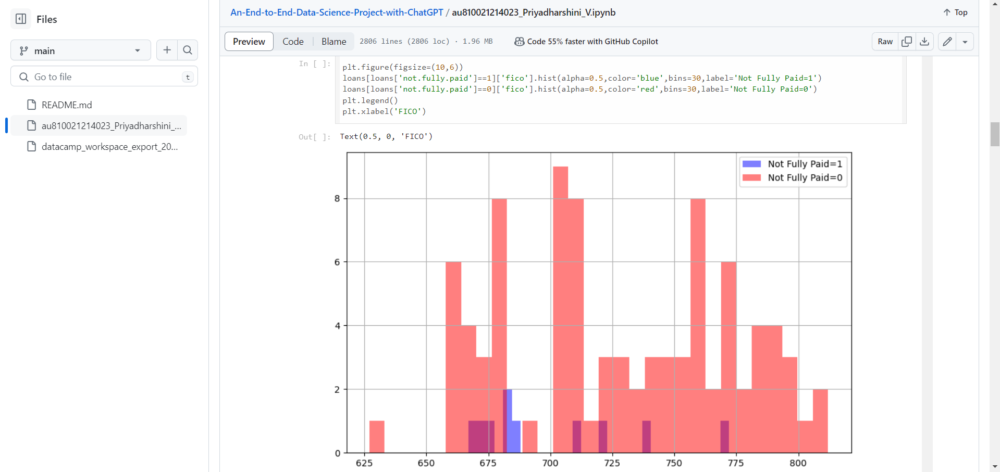 Files
main
Go to file
t
README.md
au810021214023_Priyadharshini_...
datacamp_workspace_export_20...
An-End-to-End-Data-Science-Project-with-ChatGPT / au810021214023_Priyadharshini_V.ipynb
Top
Preview Code Blame 2806 lines (2806 loc) · 1.96 MB Code 55% faster with GitHub Copilot Raw
In [ ]:
plt.figure(figsize=(10,6))
loans[loans['not.fully.paid']==1]['fico'].hist(alpha=0.5,color='blue',bins=30,label='Not Fully Paid=1')
loans[loans['not.fully.paid']==0]['fico'].hist(alpha=0.5,color='red',bins=30,label='Not Fully Paid=0')
plt.legend()
plt.xlabel('FICO')
Out[ ]: Text(0.5, 0, 'FICO')
Not Fully Paid=1
Not Fully Paid=0
8
6
4
2
0
625 650 675 700 725 750 775 800